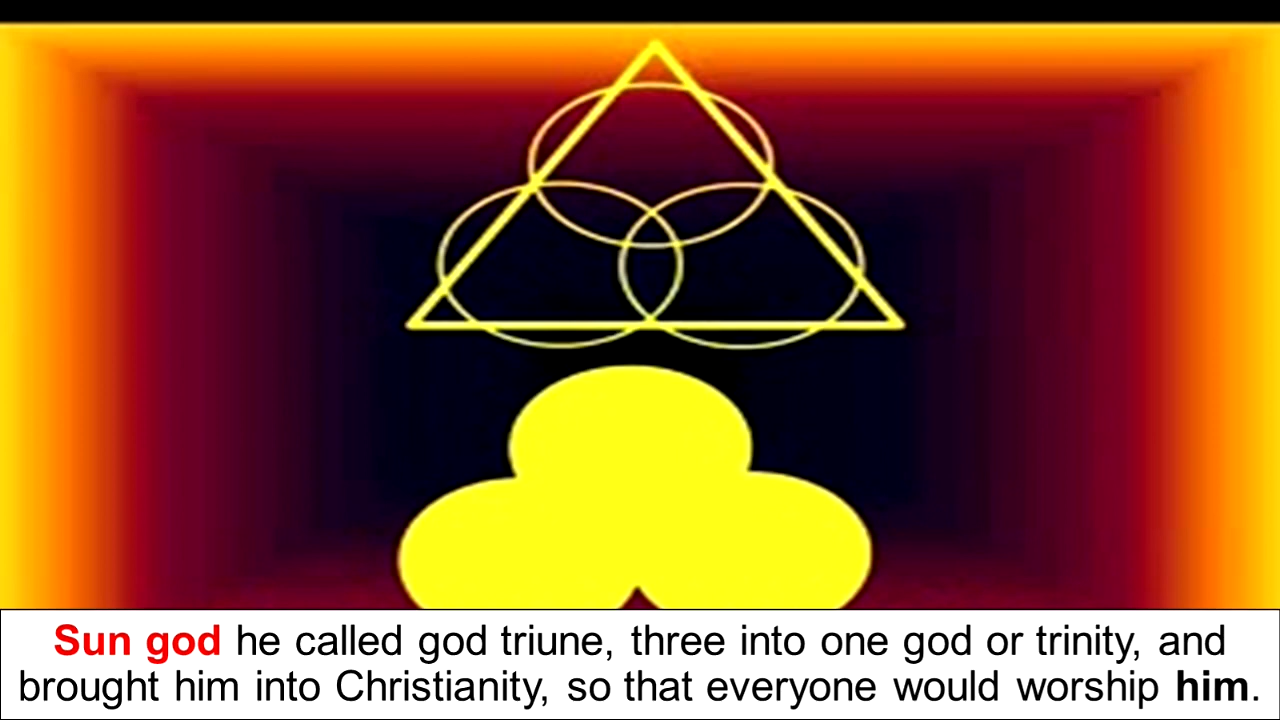 Sun god he called god triune, three into one god or trinity, and
brought him into Christianity, so that everyone would worship him.